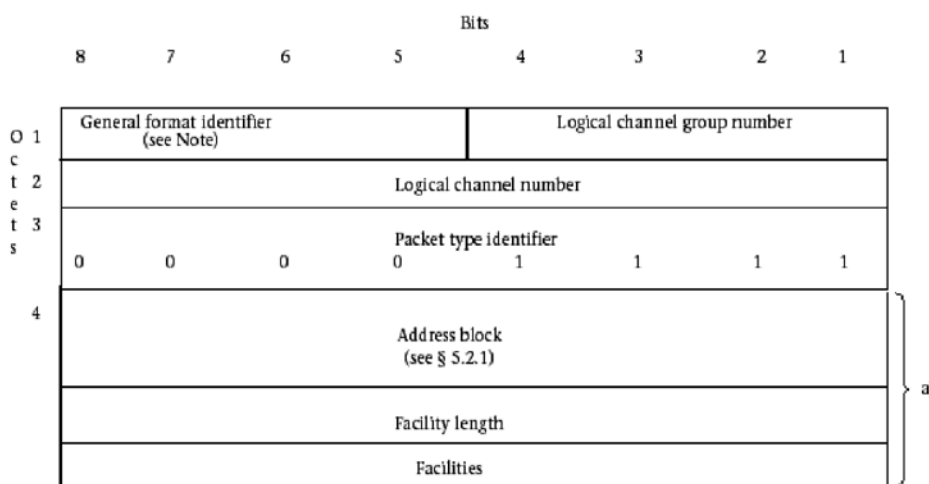 Bits
8 7 6 5 4 3 2 1
O 1
c
t 2
e
t 3
s
General format identifier
(see Note)
Logical channel group number
Logical channel number
Packet type identifier
0 0 0 0 1 1 1 1
4
Address block
(see § 5.2.1)
a
Facility length
Facilities